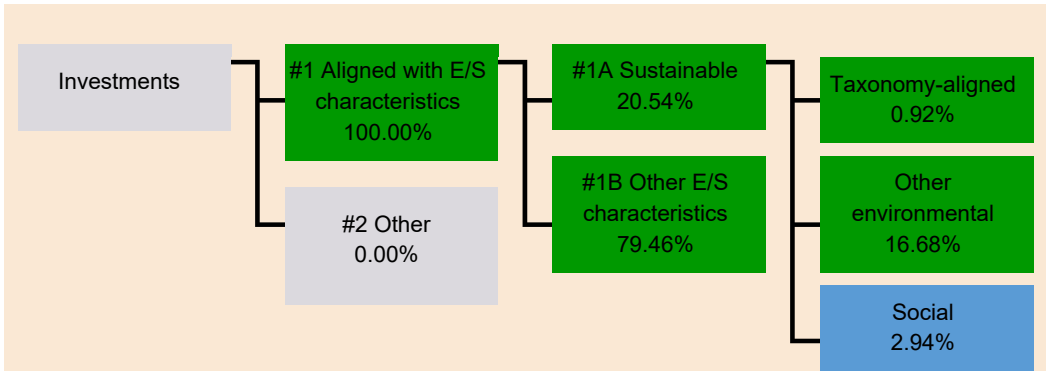 Investments
#1 Aligned with E/S
characteristics
100.00%
#2 Other
0.00%
#1A Sustainable
20.54%
#1B Other E/S
characteristics
79.46%
Taxonomy-aligned
0.92%
Other
environmental
16.68%
Social
2.94%